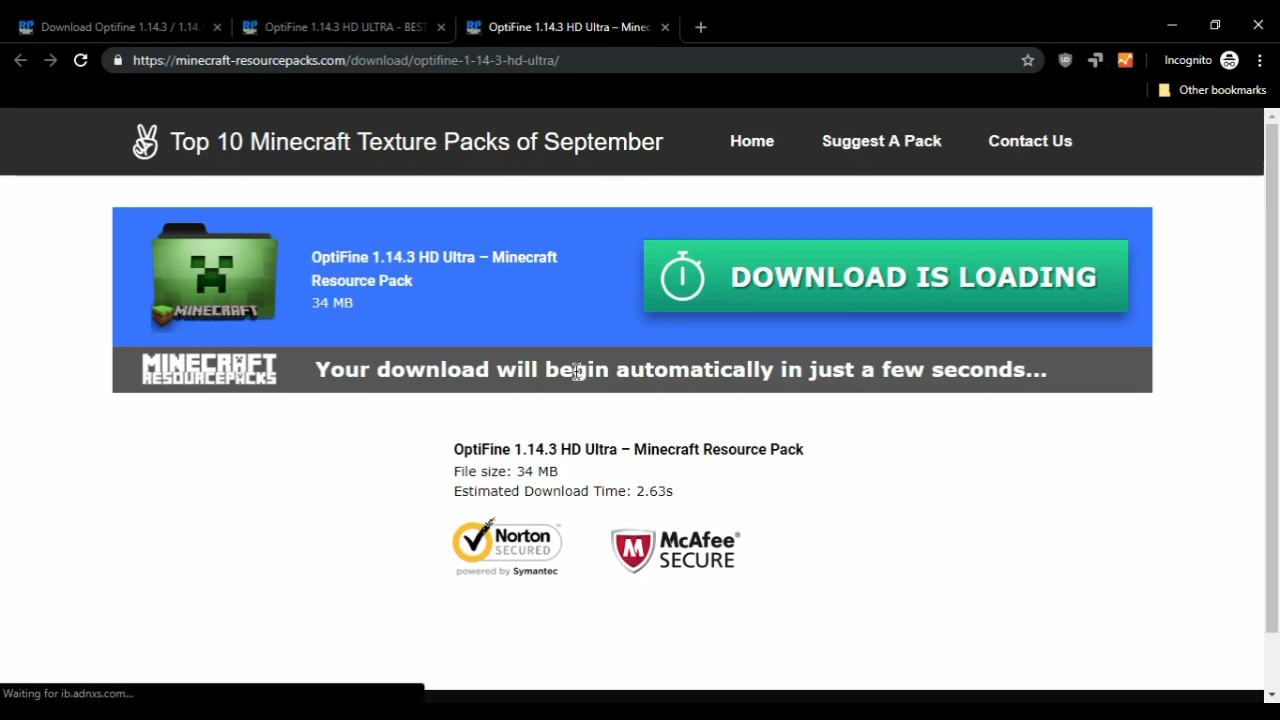 Download Optifine 1.14.3 / 1.14.
OptiFine 1.14.3 HD ULTRA - BEST
OptiFine 1.14.3 HD Ultra – Minec
https://minecraft-resourcepacks.com/download/optifine-1-14-3-hd-ultra/
Incognito
Other bookmarks
Top 10 Minecraft Texture Packs of September
Home
Suggest A Pack
Contact Us
MINECRAFT
OptiFine 1.14.3 HD Ultra – Minecraft
Resource Pack
34 MB
DOWNLOAD IS LOADING
MINECRAFT
RESOURCEPACKS
Your download will begin automatically in just a few seconds...
OptiFine 1.14.3 HD Ultra – Minecraft Resource Pack
File size: 34 MB
Estimated Download Time: 2.63s
Norton
SECURED
powered by Symantec
McAfee
SECURE
Waiting for ib.adnxs.com...